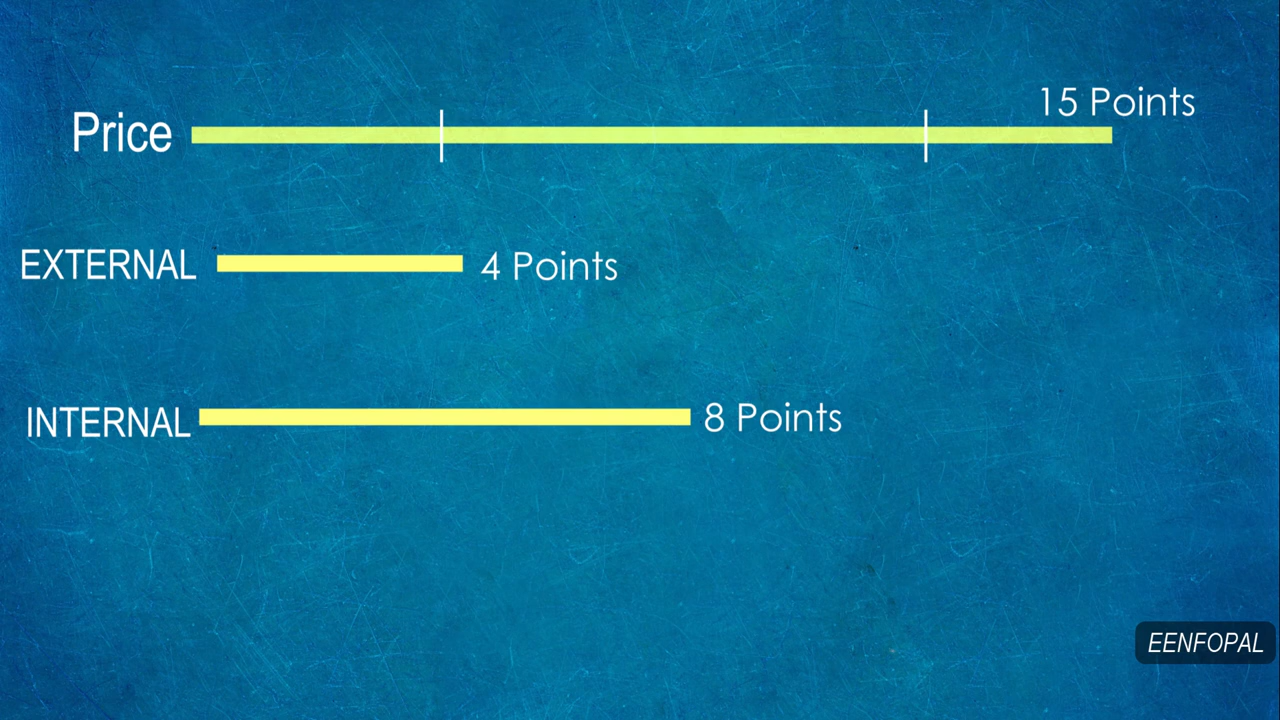 15 Points
Price
EXTERNAL 4 Points
INTERNAL 8 Points
EENFOPAL